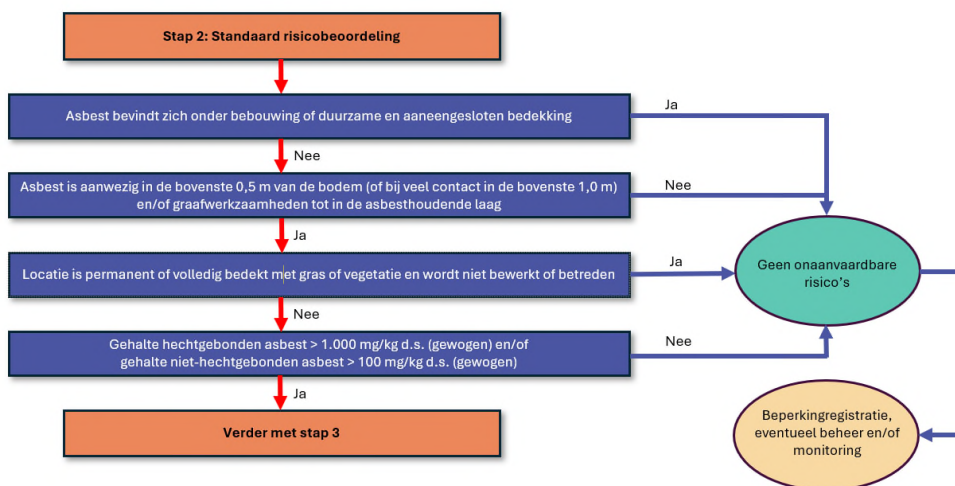 Stap 2: Standaard risicobeoordeling
Asbest bevindt zich onder bebouwing of duurzame en aaneengesloten bedekking
Ja
Nee
Asbest is aanwezig in de bovenste 0,5 m van de bodem (of bij veel contact in de bovenste 1,0 m)
en/of graafwerkzaamheden tot in de asbesthoudende laag
Nee
Ja
Locatie is permanent of volledig bedekt met gras of vegetatie en wordt niet bewerkt of betreden
Ja
Geen onaanvaardbare
risico's
Nee
Gehalte hechtgebonden asbest > 1.000 mg/kg d.s. (gewogen) en/of
gehalte niet-hechtgebonden asbest > 100 mg/kg d.s. (gewogen)
Nee
Ja
Verder met stap 3
Beperkingregistratie,
eventueel beheer en/of
monitoring